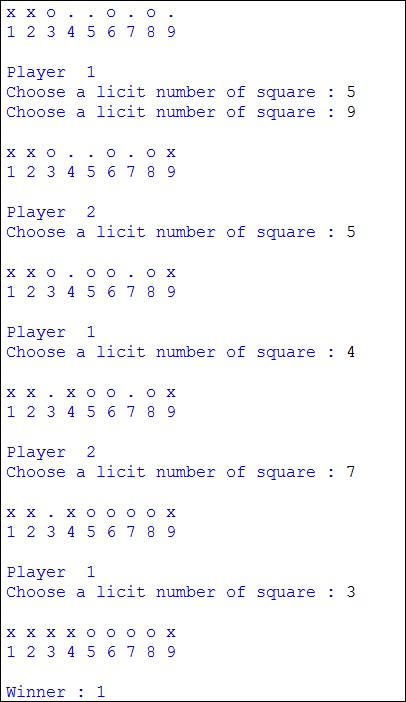 x x o . . o . o .
1 2 3 4 5 6 7 8 9
Player  1
Choose a licit number of square : 5
Choose a licit number of square : 9
x x o . . o . o x
1 2 3 4 5 6 7 8 9
Player  2
Choose a licit number of square : 5
x x o . o o . o x
1 2 3 4 5 6 7 8 9
Player  1
Choose a licit number of square : 4
x x . x o o . o x
1 2 3 4 5 6 7 8 9
Player  2
Choose a licit number of square : 7
x x . x o o o o x
1 2 3 4 5 6 7 8 9
Player  1
Choose a licit number of square : 3
x x x x o o o o x
1 2 3 4 5 6 7 8 9
Winner : 1